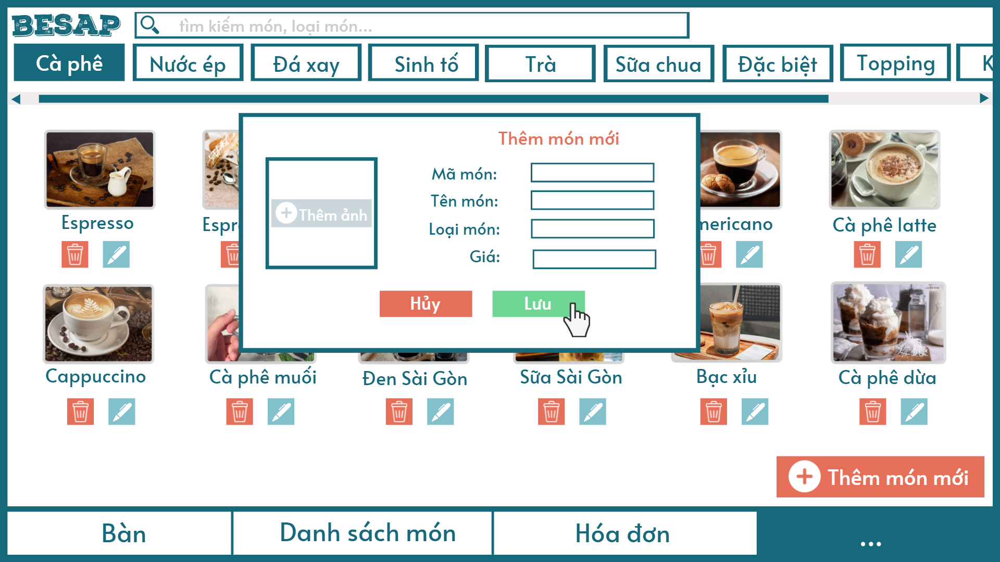 BESAP
tìm kiếm món, loại món...
Cà phê
Nước ép
Đá xay
Sinh tố
Trà
Sữa chua
Đặc biệt
Topping
K
Thêm món mới
Mã món:
Tên món:
Loại món:
Giá:
Thêm ảnh
Hủy
Lưu
Espresso
Espr
mericano
Cà phê latte
Cappuccino
Cà phê muối
Đen Sài Gòn
Sữa Sài Gòn
Bạc xỉu
Cà phê dừa
Thêm món mới
Bàn
Danh sách món
Hóa đơn
...